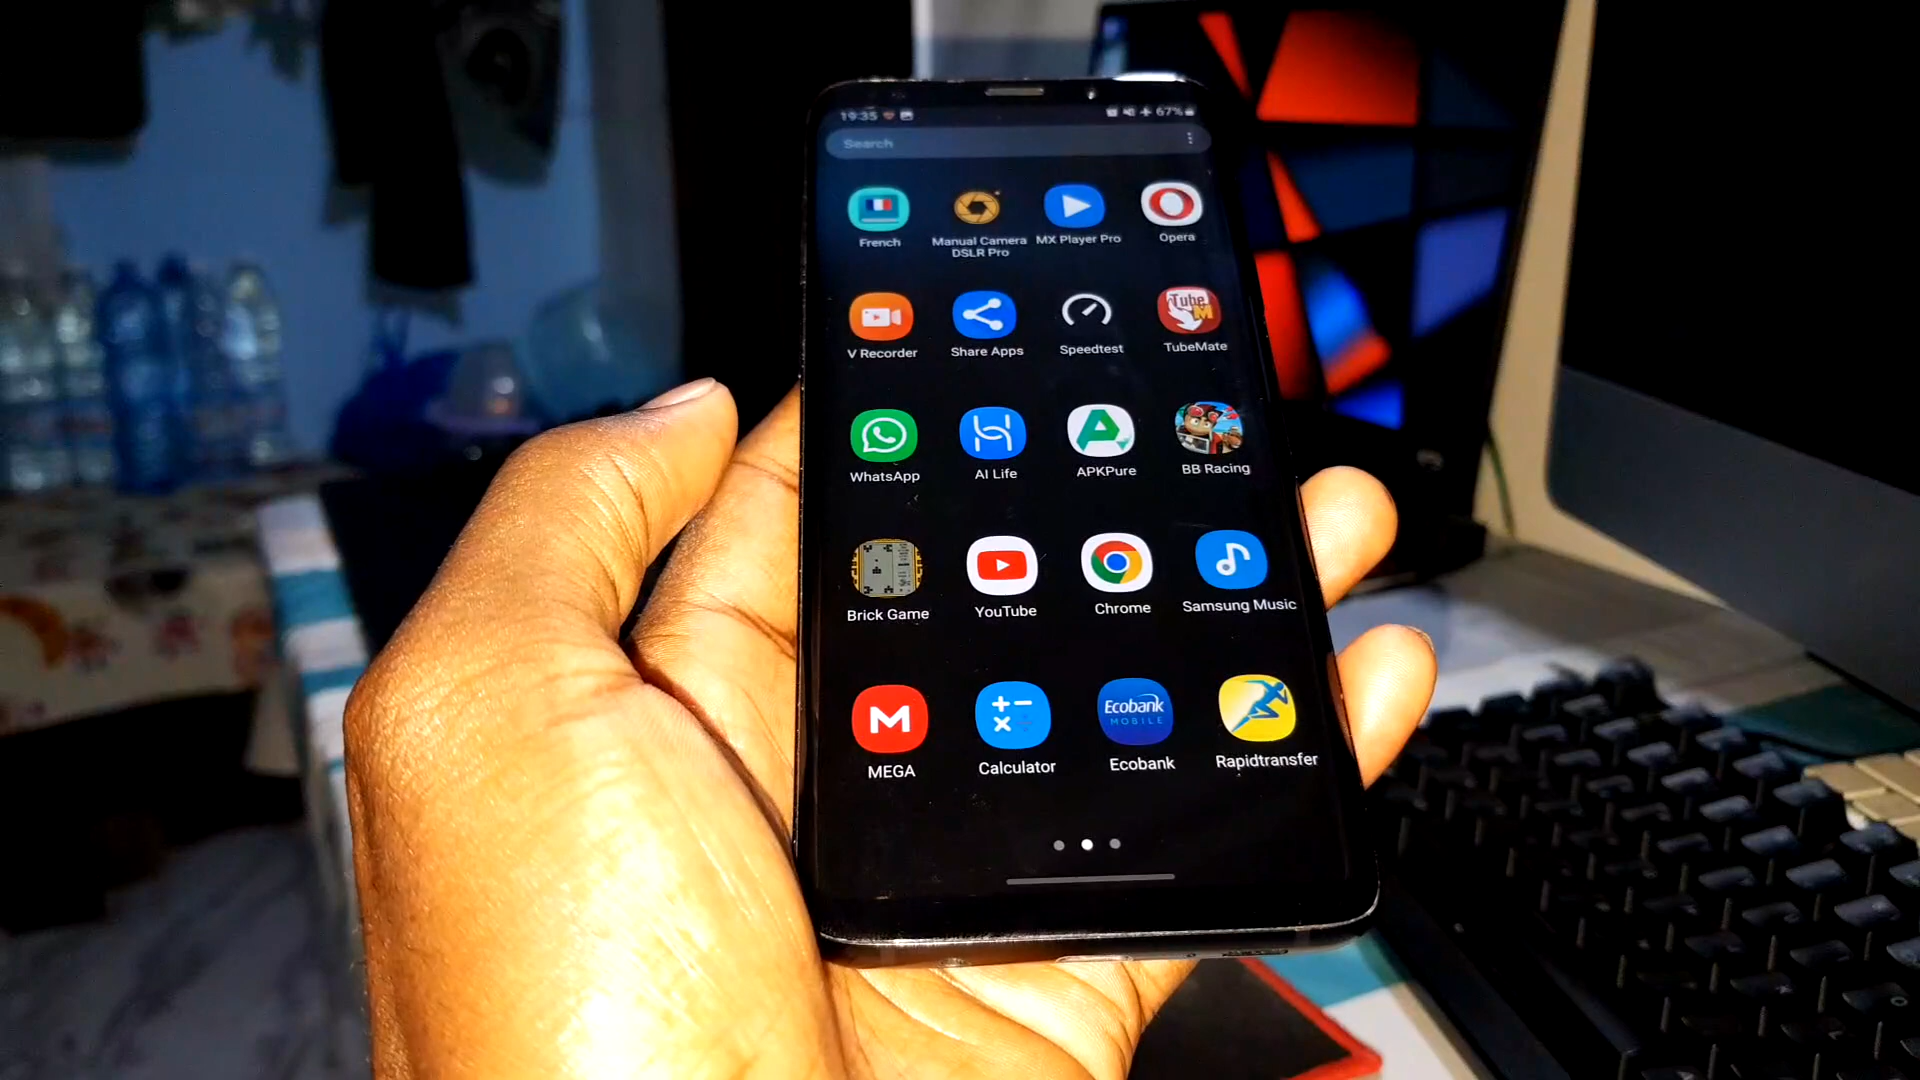 19:35
67%
Search
French
Manual Camera
DSLR Pro
MX Player Pro
Opera
V Recorder
Share Apps
Speedtest
Tube
M
TubeMate
WhatsApp
AI Life
APKPure
BB Racing
Brick Game
YouTube
Chrome
Samsung Music
MEGA
Calculator
Ecobank
MOBILE
Ecobank
Rapidtransfer